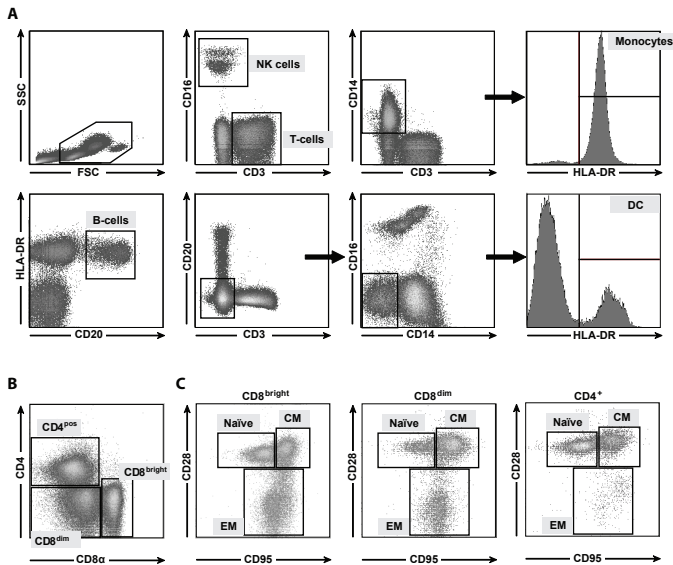 A
SSC
FSC
CD16
NK cells
T-cells
CD3
CD14
CD3
Monocytes
HLA-DR
HLA-DR
B-cells
CD20
CD20
CD3
CD16
CD14
DC
HLA-DR
B
CD4
CD4pos
CD8bright
CD8dim
CD8α
C
CD8bright
CD28
Naïve
CM
EM
CD95
CD8dim
CD28
Naïve
CM
EM
CD95
CD4+
CD28
Naïve
CM
EM
CD95